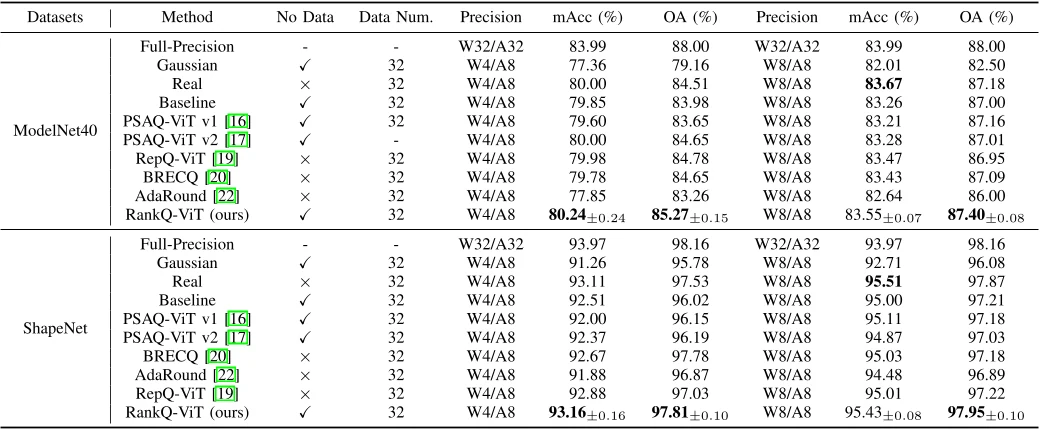 Datasets Method No Data Data Num. Precision mAcc (%) OA (%) Precision mAcc (%) OA (%)
Full-Precision - - W32/A32 83.99 88.00 W32/A32 83.99 88.00
Gaussian ✓ 32 W4/A8 77.36 79.16 W8/A8 82.01 82.50
Real × 32 W4/A8 80.00 84.51 W8/A8 83.67 87.18
Baseline ✓ 32 W4/A8 79.85 83.98 W8/A8 83.26 87.00
ModelNet40
PSAQ-ViT v1 [16] ✓ 32 W4/A8 79.60 83.65 W8/A8 83.21 87.16
PSAQ-ViT v2 [17] ✓ - W4/A8 80.00 84.65 W8/A8 83.28 87.01
RepQ-ViT [19] × 32 W4/A8 79.98 84.78 W8/A8 83.47 86.95
BRECQ [20] × 32 W4/A8 79.78 84.65 W8/A8 83.43 87.09
AdaRound [22] × 32 W4/A8 77.85 83.26 W8/A8 82.64 86.00
RankQ-ViT (ours) ✓ 32 W4/A8 80.24±0.24 85.27±0.15 W8/A8 83.55±0.07 87.40±0.08
Full-Precision - - W32/A32 93.97 98.16 W32/A32 93.97 98.16
Gaussian ✓ 32 W4/A8 91.26 95.78 W8/A8 92.71 96.08
Real × 32 W4/A8 93.11 97.53 W8/A8 95.51 97.87
Baseline ✓ 32 W4/A8 92.51 96.02 W8/A8 95.00 97.21
ShapeNet
PSAQ-ViT v1 [16] ✓ 32 W4/A8 92.00 96.15 W8/A8 95.11 97.18
PSAQ-ViT v2 [17] ✓ 32 W4/A8 92.37 96.19 W8/A8 94.87 97.03
BRECQ [20] × 32 W4/A8 92.67 97.78 W8/A8 95.03 97.18
AdaRound [22] × 32 W4/A8 91.88 96.87 W8/A8 94.48 96.89
RepQ-ViT [19] × 32 W4/A8 92.88 97.03 W8/A8 95.01 97.22
RankQ-ViT (ours) ✓ 32 W4/A8 93.16±0.16 97.81±0.10 W8/A8 95.43±0.08 97.95±0.10